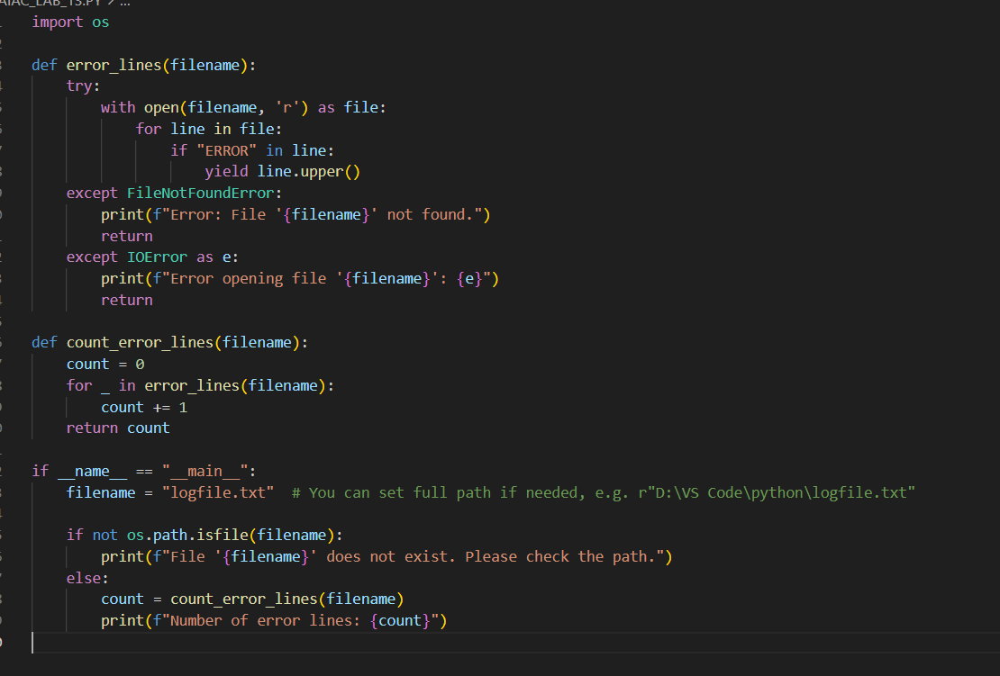 ATAC_LAB_13.PY > ...
import os
def error_lines(filename):
    try:
        with open(filename, 'r') as file:
            for line in file:
                if "ERROR" in line:
                    yield line.upper()
    except FileNotFoundError:
        print(f"Error: File '{filename}' not found.")
        return
    except IOError as e:
        print(f"Error opening file '{filename}': {e}")
        return
def count_error_lines(filename):
    count = 0
    for _ in error_lines(filename):
        count += 1
    return count
if __name__ == "__main__":
    filename = "logfile.txt"  # You can set full path if needed, e.g. r"D:\VS Code\python\logfile.txt"
    if not os.path.isfile(filename):
        print(f"File '{filename}' does not exist. Please check the path.")
    else:
        count = count_error_lines(filename)
        print(f"Number of error lines: {count}")